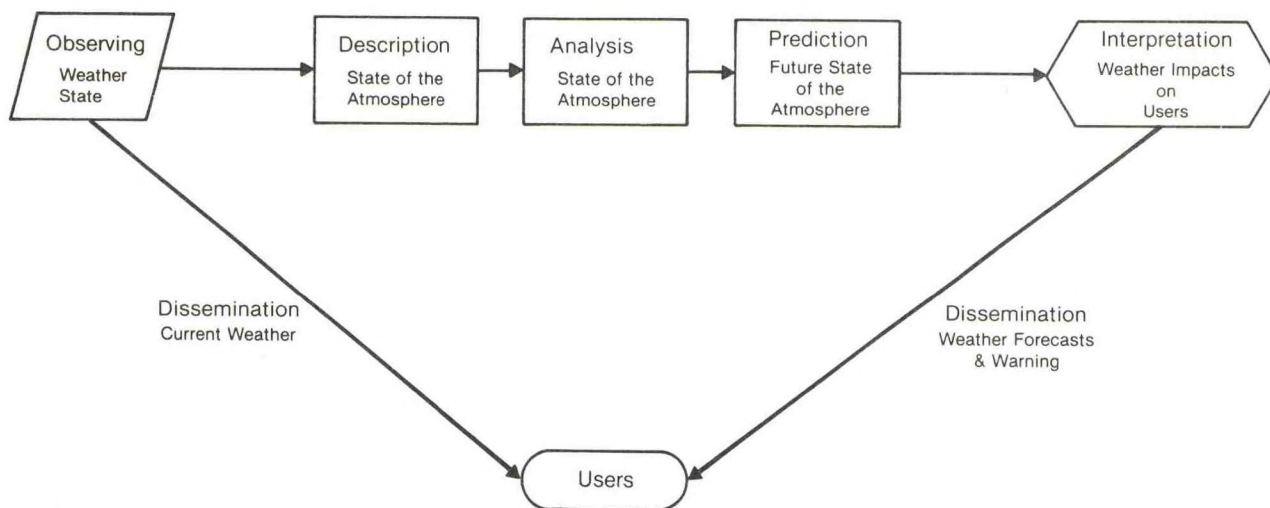 Observing
Weather
State
Description
State of the
Atmosphere
Analysis
State of the
Atmosphere
Prediction
Future State
of the
Atmosphere
Interpretation
Weather Impacts
on
Users
Dissemination
Current Weather
Dissemination
Weather Forecasts
& Warning
Users